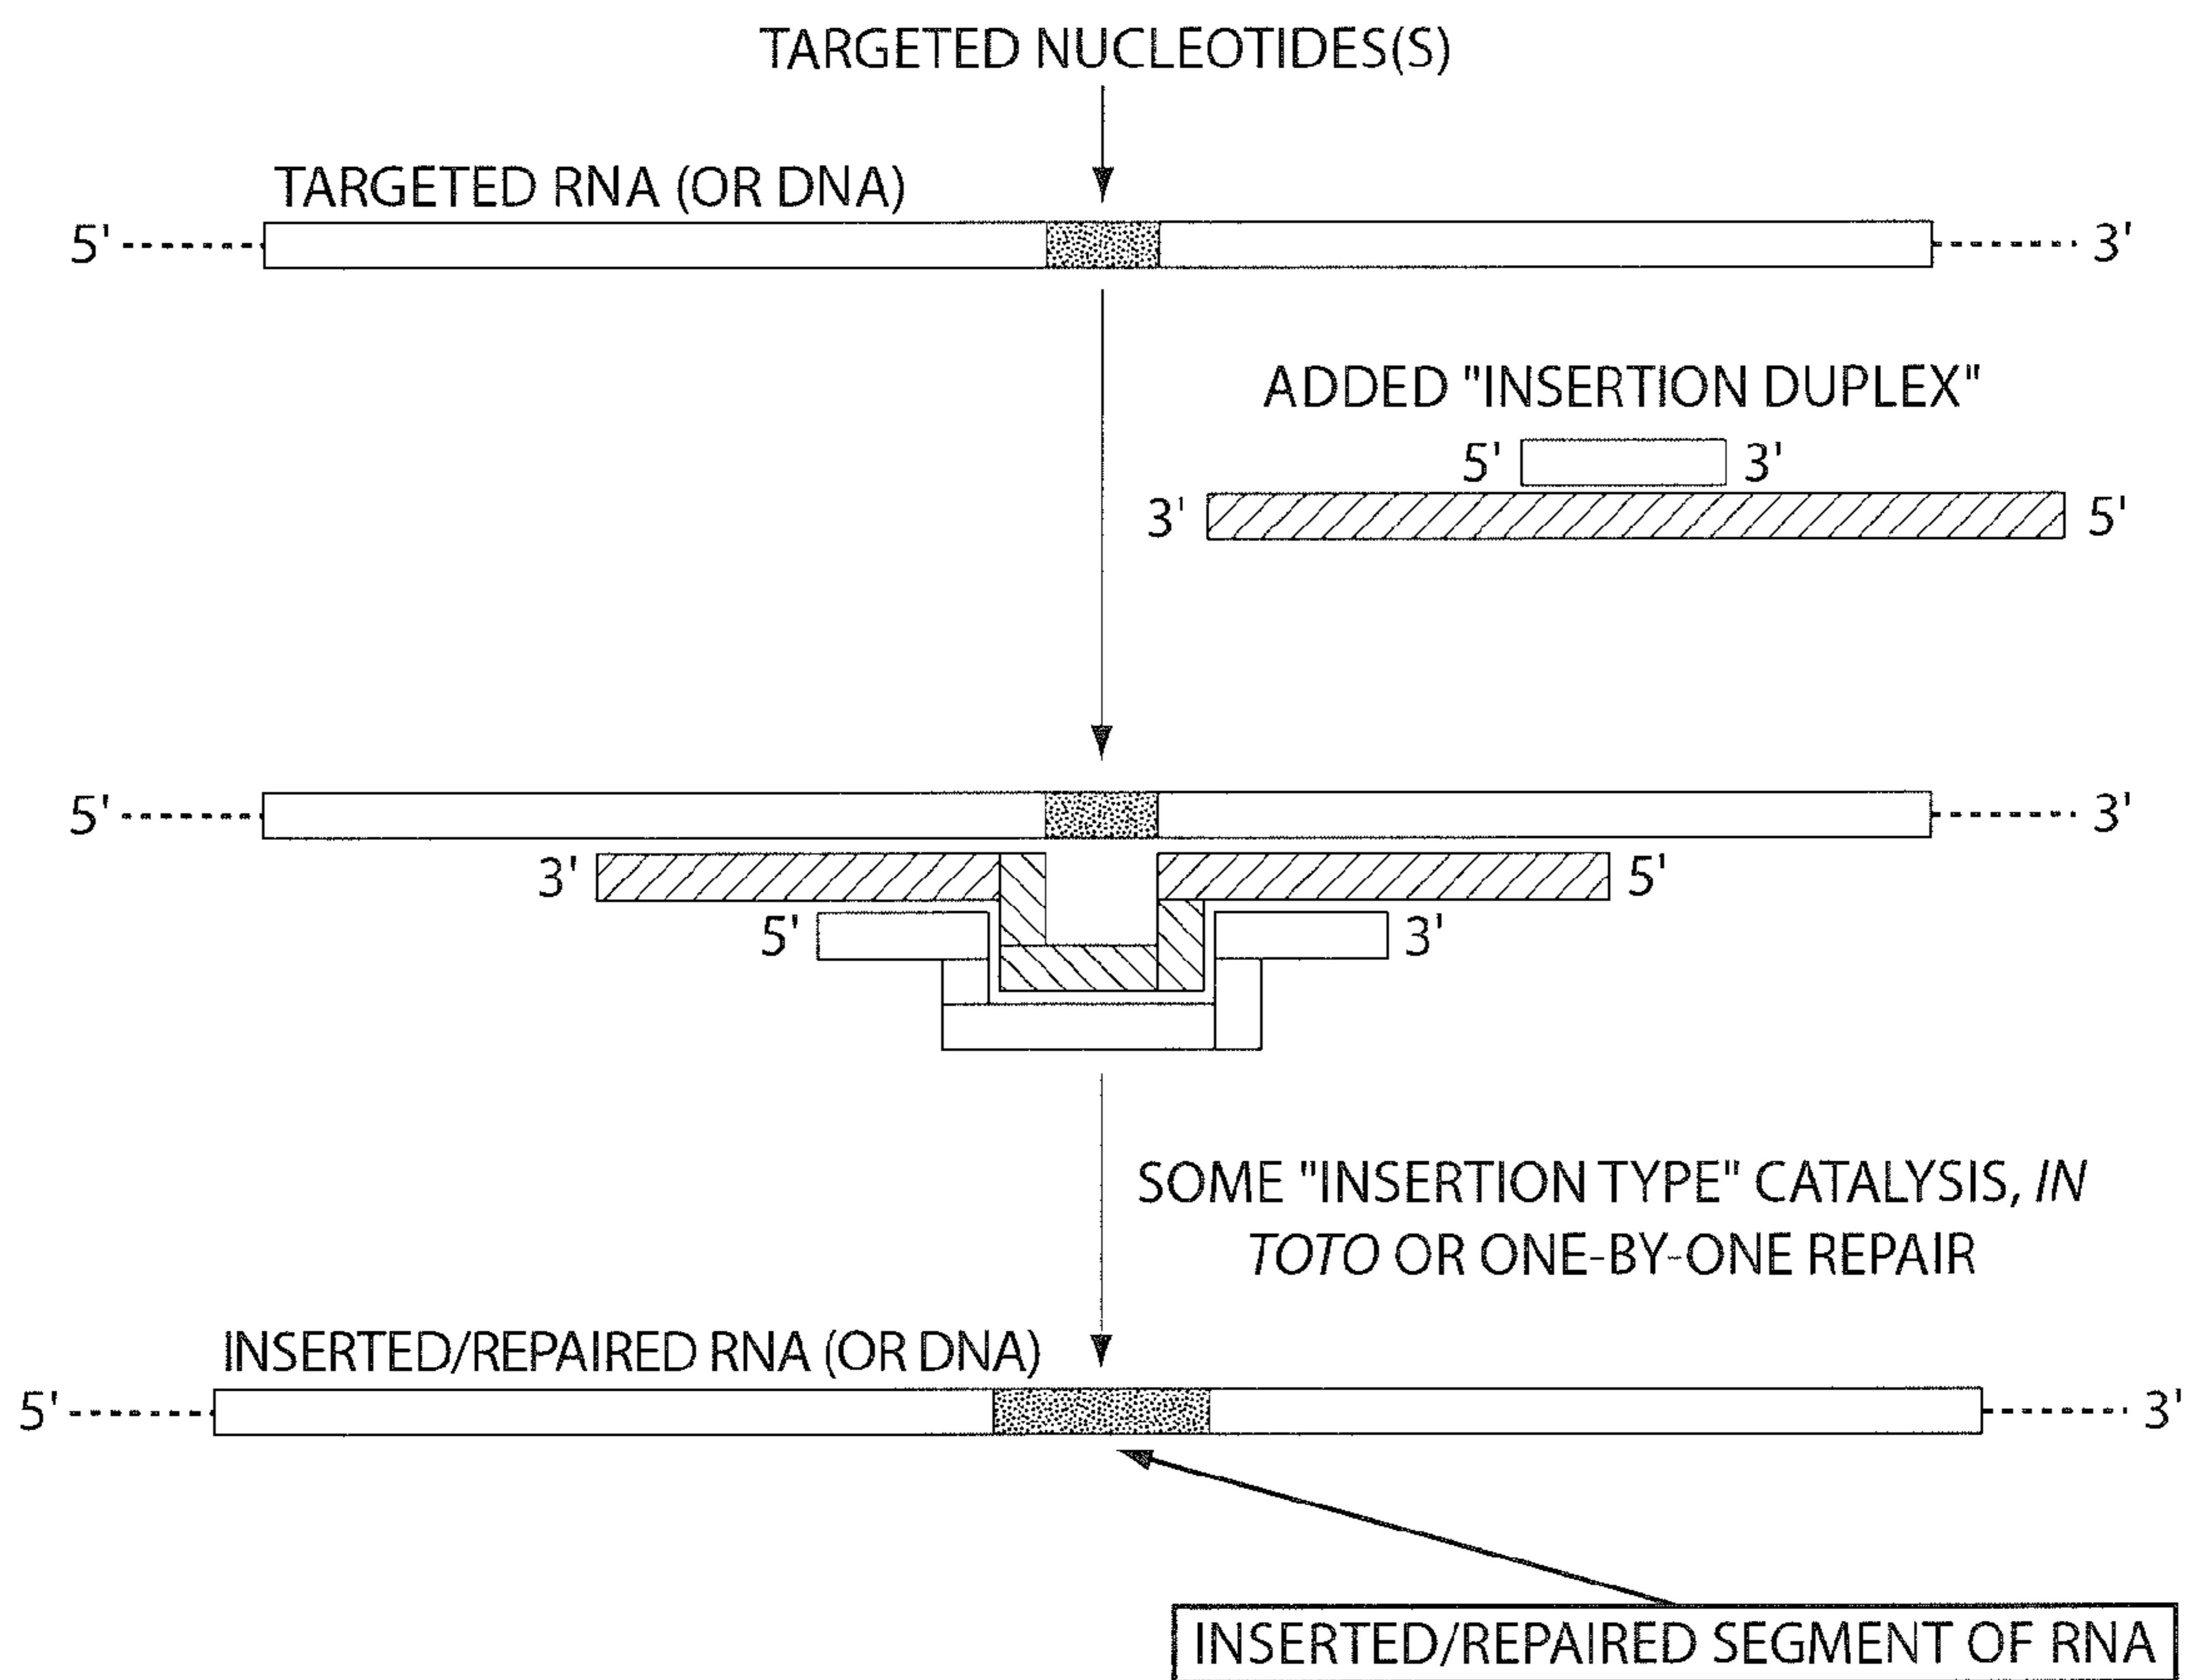 TARGETED NUCLEOTIDES(S)
TARGETED RNA (OR DNA)
5' 3'
ADDED "INSERTION DUPLEX"
5' 3'
3' 5'
5' 3'
3' 5'
5' 3'
SOME "INSERTION TYPE" CATALYSIS, IN
TOTO OR ONE-BY-ONE REPAIR
INSERTED/REPAIRED RNA (OR DNA)
5' 3'
INSERTED/REPAIRED SEGMENT OF RNA